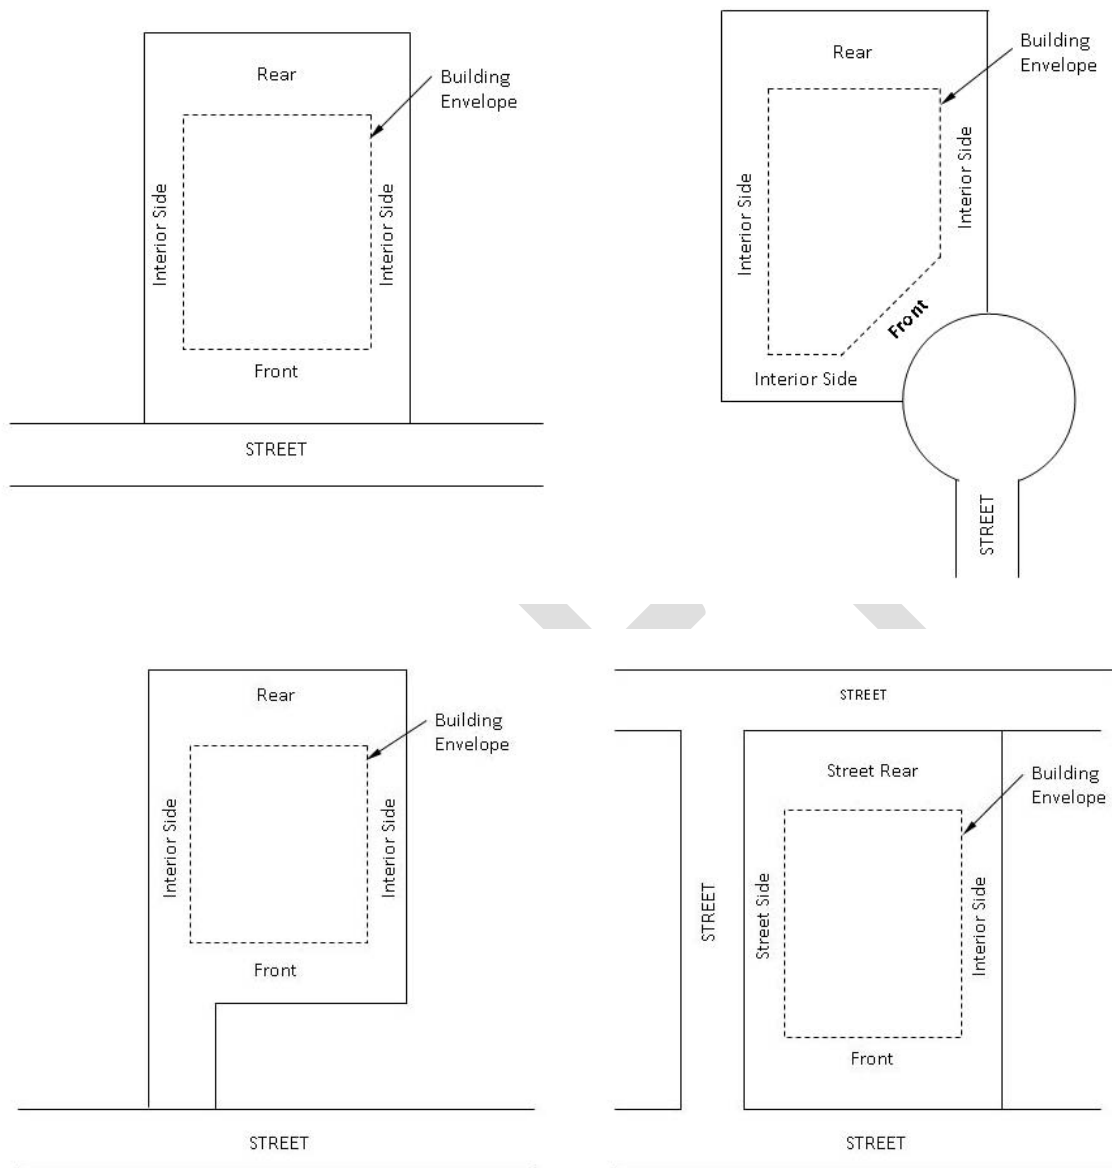 Rear
Building
Envelope
Interior Side
Interior Side
Front
STREET
Rear
Building
Envelope
Interior Side
Interior Side
Front
Interior Side
STREET
Rear
Building
Envelope
Interior Side
Interior Side
Front
STREET
STREET
Street Rear
Building
Envelope
STREET
Street Side
Interior Side
Front
STREET